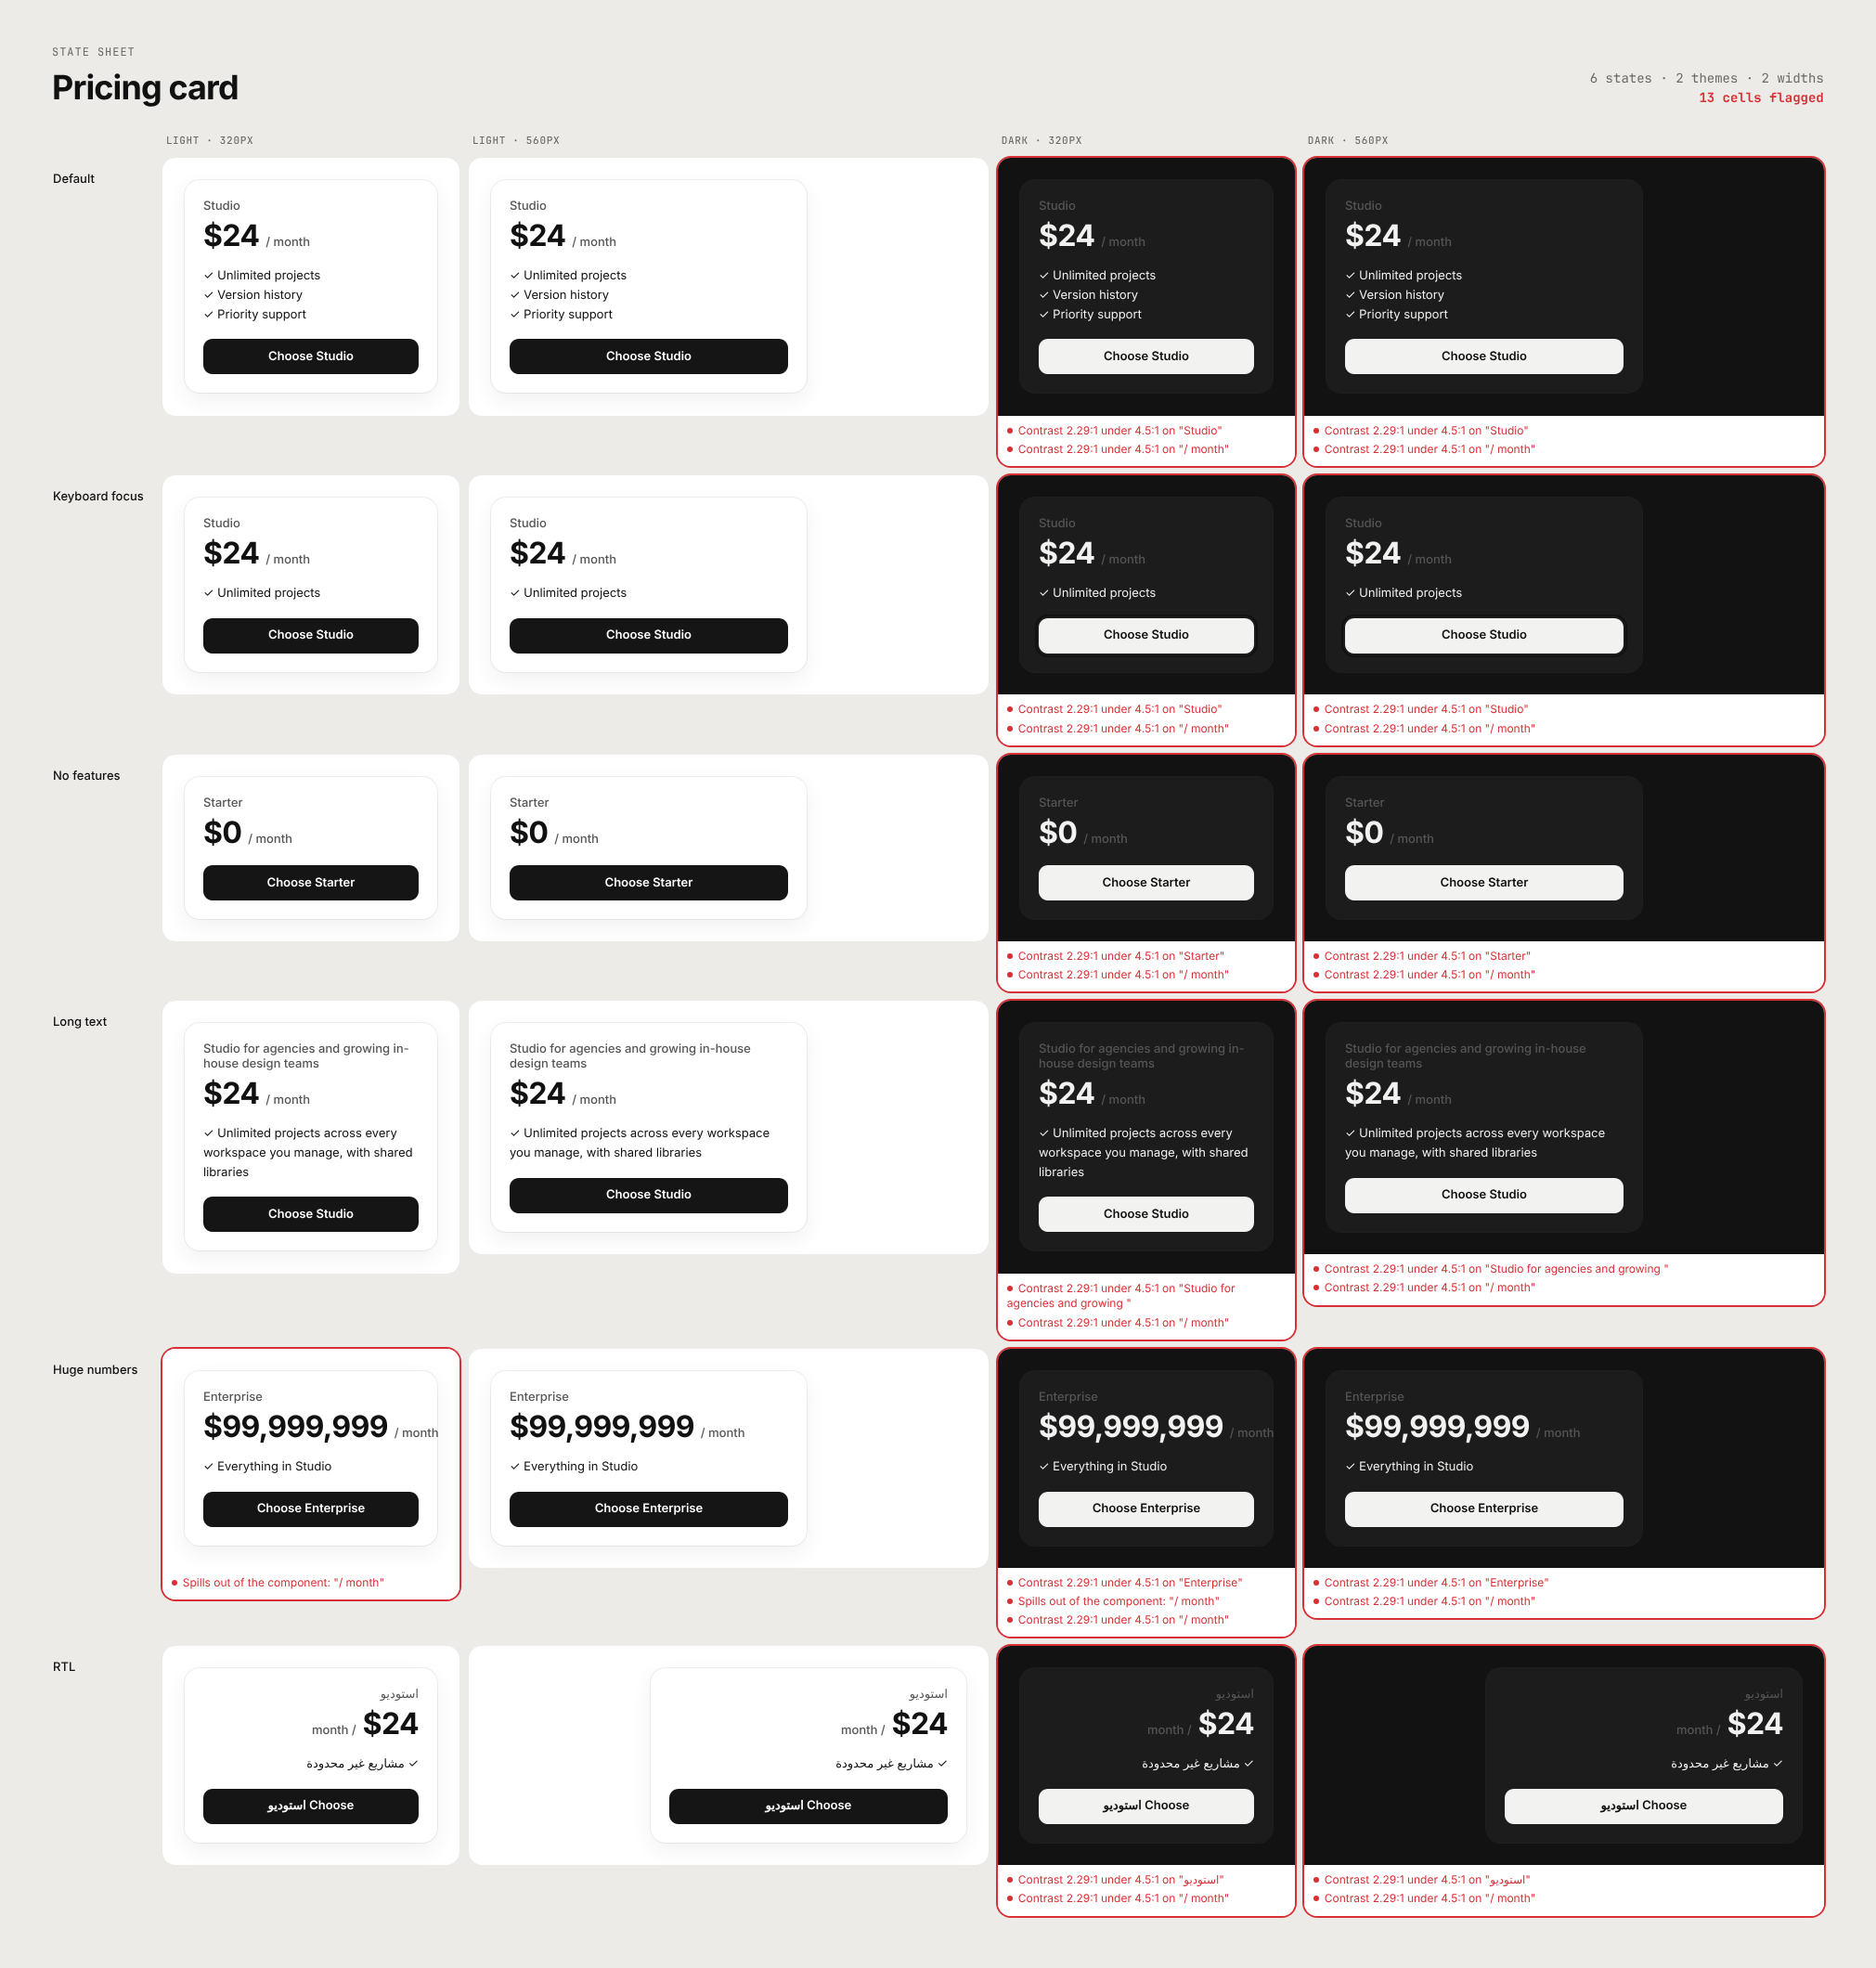 STATE SHEET
Pricing card
6 states · 2 themes · 2 widths
13 cells flagged
LIGHT · 320PX
LIGHT · 560PX
DARK · 320PX
DARK · 560PX
Default
Studio
$24 / month
✓ Unlimited projects
✓ Version history
✓ Priority support
Choose Studio
Studio
$24 / month
✓ Unlimited projects
✓ Version history
✓ Priority support
Choose Studio
Studio
$24 / month
✓ Unlimited projects
✓ Version history
✓ Priority support
Choose Studio
Contrast 2.29:1 under 4.5:1 on "Studio"
Contrast 2.29:1 under 4.5:1 on "/ month"
Studio
$24 / month
✓ Unlimited projects
✓ Version history
✓ Priority support
Choose Studio
Contrast 2.29:1 under 4.5:1 on "Studio"
Contrast 2.29:1 under 4.5:1 on "/ month"
Keyboard focus
Studio
$24 / month
✓ Unlimited projects
Choose Studio
Studio
$24 / month
✓ Unlimited projects
Choose Studio
Studio
$24 / month
✓ Unlimited projects
Choose Studio
Contrast 2.29:1 under 4.5:1 on "Studio"
Contrast 2.29:1 under 4.5:1 on "/ month"
Studio
$24 / month
✓ Unlimited projects
Choose Studio
Contrast 2.29:1 under 4.5:1 on "Studio"
Contrast 2.29:1 under 4.5:1 on "/ month"
No features
Starter
$0 / month
Choose Starter
Starter
$0 / month
Choose Starter
Starter
$0 / month
Choose Starter
Contrast 2.29:1 under 4.5:1 on "Starter"
Contrast 2.29:1 under 4.5:1 on "/ month"
Starter
$0 / month
Choose Starter
Contrast 2.29:1 under 4.5:1 on "Starter"
Contrast 2.29:1 under 4.5:1 on "/ month"
Long text
Studio for agencies and growing in-
house design teams
$24 / month
✓ Unlimited projects across every
workspace you manage, with shared
libraries
Choose Studio
Studio for agencies and growing in-house
design teams
$24 / month
✓ Unlimited projects across every workspace
you manage, with shared libraries
Choose Studio
Studio for agencies and growing in-
house design teams
$24 / month
✓ Unlimited projects across every
workspace you manage, with shared
libraries
Choose Studio
Contrast 2.29:1 under 4.5:1 on "Studio for
agencies and growing "
Contrast 2.29:1 under 4.5:1 on "/ month"
Studio for agencies and growing in-house
design teams
$24 / month
✓ Unlimited projects across every workspace
you manage, with shared libraries
Choose Studio
Contrast 2.29:1 under 4.5:1 on "Studio for agencies and growing "
Contrast 2.29:1 under 4.5:1 on "/ month"
Huge numbers
Enterprise
$99,999,999 / month
✓ Everything in Studio
Choose Enterprise
Spills out of the component: "/ month"
Enterprise
$99,999,999 / month
✓ Everything in Studio
Choose Enterprise
Enterprise
$99,999,999 / month
✓ Everything in Studio
Choose Enterprise
Contrast 2.29:1 under 4.5:1 on "Enterprise"
Spills out of the component: "/ month"
Contrast 2.29:1 under 4.5:1 on "/ month"
Enterprise
$99,999,999 / month
✓ Everything in Studio
Choose Enterprise
Contrast 2.29:1 under 4.5:1 on "Enterprise"
Contrast 2.29:1 under 4.5:1 on "/ month"
RTL
استوديو
$24 / month
✓ مشاريع غير محدودة
Choose استوديو
استوديو
$24 / month
✓ مشاريع غير محدودة
Choose استوديو
استوديو
$24 / month
✓ مشاريع غير محدودة
Choose استوديو
Contrast 2.29:1 under 4.5:1 on "استوديو"
Contrast 2.29:1 under 4.5:1 on "/ month"
استوديو
$24 / month
✓ مشاريع غير محدودة
Choose استوديو
Contrast 2.29:1 under 4.5:1 on "استوديو"
Contrast 2.29:1 under 4.5:1 on "/ month"